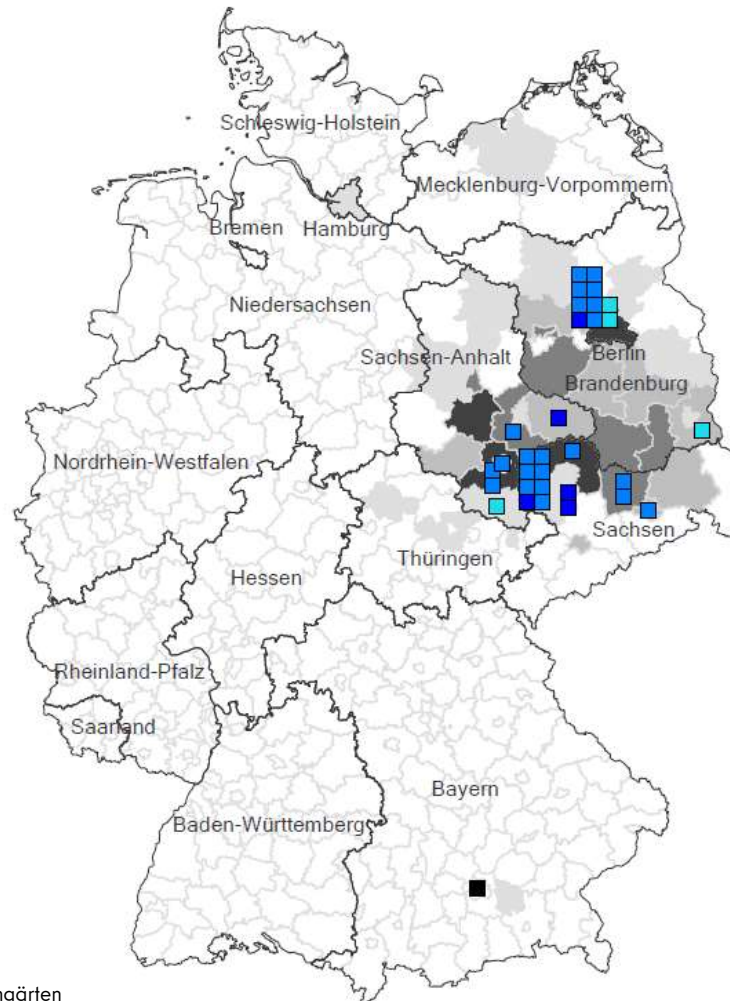 Schleswig-Holstein
Mecklenburg-Vorpommern
Bremen
Hamburg
Niedersachsen
Sachsen-Anhalt
Berlin
Brandenburg
Nordrhein-Westfalen
Sachsen
Thüringen
Hessen
Rheinland-Pfalz
Saarland
Bayern
Baden-Württemberg